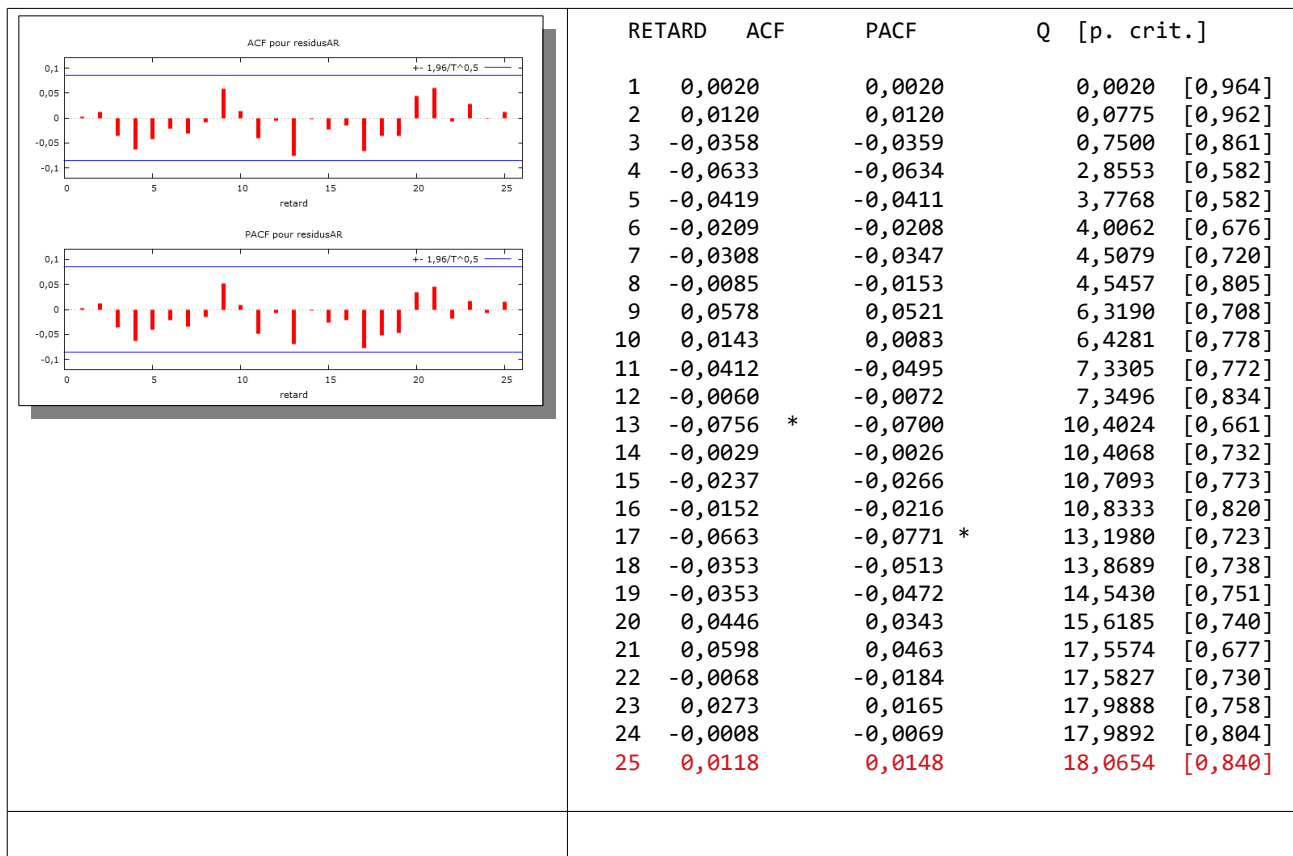 ACF pour residusAR
+- 1,96/T^0,5
0,1
0,05
0
-0,05
-0,1
0 5 10 15 20 25
retard
PACF pour residusAR
+- 1,96/T^0,5
0,1
0,05
0
-0,05
-0,1
0 5 10 15 20 25
retard
RETARD ACF PACF Q [p. crit.]
1 0,0020 0,0020 0,0020 [0,964]
2 0,0120 0,0120 0,0775 [0,962]
3 -0,0358 -0,0359 0,7500 [0,861]
4 -0,0633 -0,0634 2,8553 [0,582]
5 -0,0419 -0,0411 3,7768 [0,582]
6 -0,0209 -0,0208 4,0062 [0,676]
7 -0,0308 -0,0347 4,5079 [0,720]
8 -0,0085 -0,0153 4,5457 [0,805]
9 0,0578 0,0521 6,3190 [0,708]
10 0,0143 0,0083 6,4281 [0,778]
11 -0,0412 -0,0495 7,3305 [0,772]
12 -0,0060 -0,0072 7,3496 [0,834]
13 -0,0756 * -0,0700 10,4024 [0,661]
14 -0,0029 -0,0026 10,4068 [0,732]
15 -0,0237 -0,0266 10,7093 [0,773]
16 -0,0152 -0,0216 10,8333 [0,820]
17 -0,0663 -0,0771 * 13,1980 [0,723]
18 -0,0353 -0,0513 13,8689 [0,738]
19 -0,0353 -0,0472 14,5430 [0,751]
20 0,0446 0,0343 15,6185 [0,740]
21 0,0598 0,0463 17,5574 [0,677]
22 -0,0068 -0,0184 17,5827 [0,730]
23 0,0273 0,0165 17,9888 [0,758]
24 -0,0008 -0,0069 17,9892 [0,804]
25 0,0118 0,0148 18,0654 [0,840]